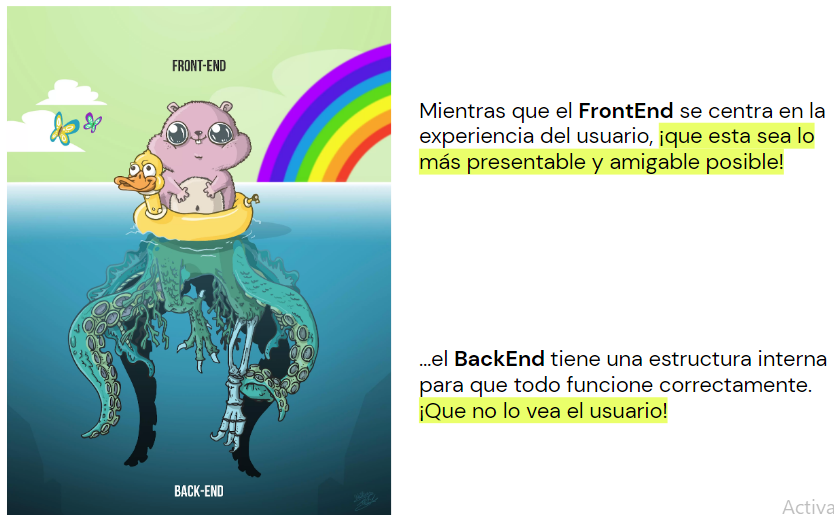 FRONT-END
Mientras que el FrontEnd se centra en la
experiencia del usuario, ¡que esta sea lo
más presentable y amigable posible!
...el BackEnd tiene una estructura interna
para que todo funcione correctamente.
¡Que no lo vea el usuario!
BACK-END
Activa